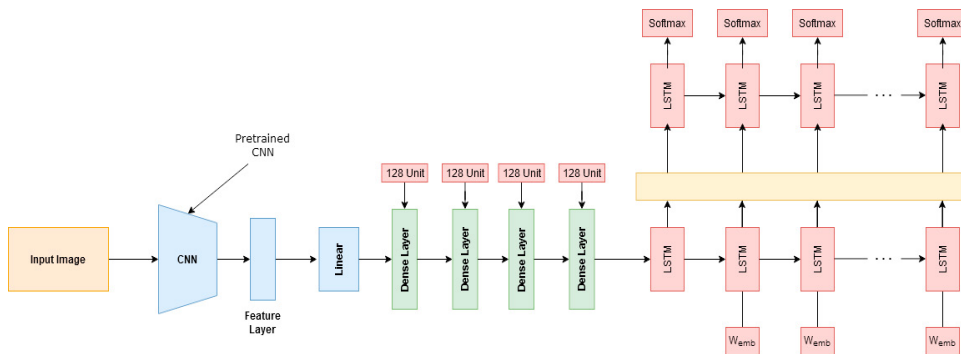 Softmax
Softmax
Softmax
Softmax
LSTM
LSTM
LSTM
...
LSTM
Pretrained
CNN
128 Unit
128 Unit
128 Unit
128 Unit
Input Image
CNN
Feature
Layer
Linear
Dense Layer
Dense Layer
Dense Layer
Dense Layer
LSTM
LSTM
LSTM
...
LSTM
Wemb
Wemb
Wemb